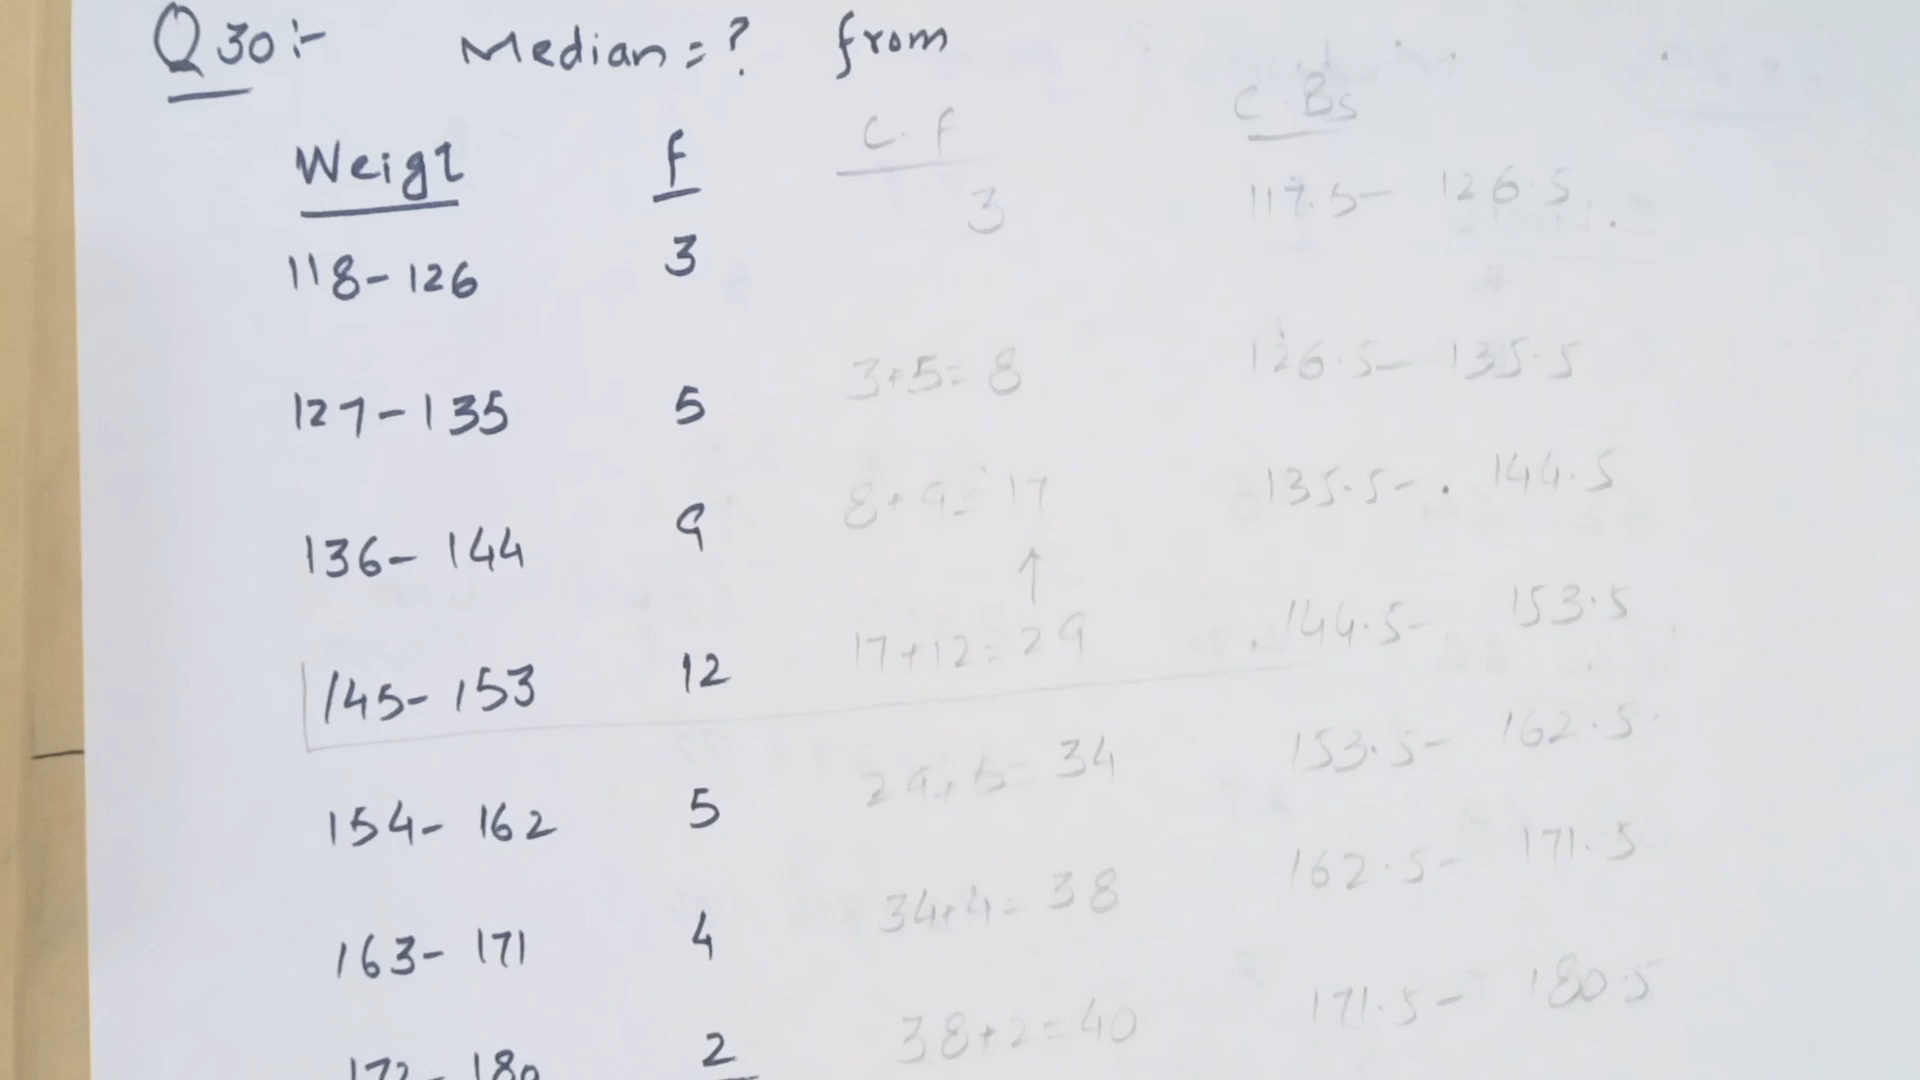 Q30:- Median = ? from
Weigt f C.f C.Bs
118-126 3 3 117.5- 126.5
127-135 5 3+5=8 126.5- 135.5
136- 144 9 8+9=17 135.5- 144.5
145- 153 12 17+12=29 144.5- 153.5
154- 162 5 29+5=34 153.5- 162.5
163- 171 4 34+4=38 162.5- 171.5
172- 180 2 38+2=40 171.5- 180.5